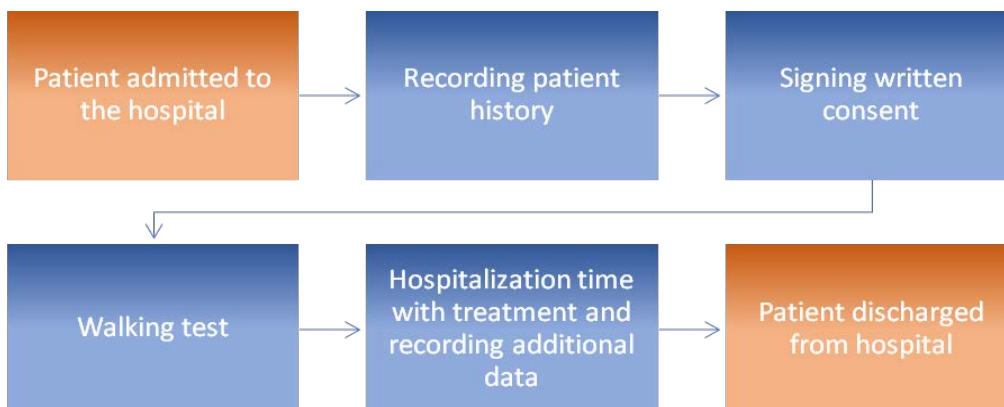 Patient admitted to
the hospital
Recording patient
history
Signing written
consent
Walking test
Hospitalization time
with treatment and
recording additional
data
Patient discharged
from hospital